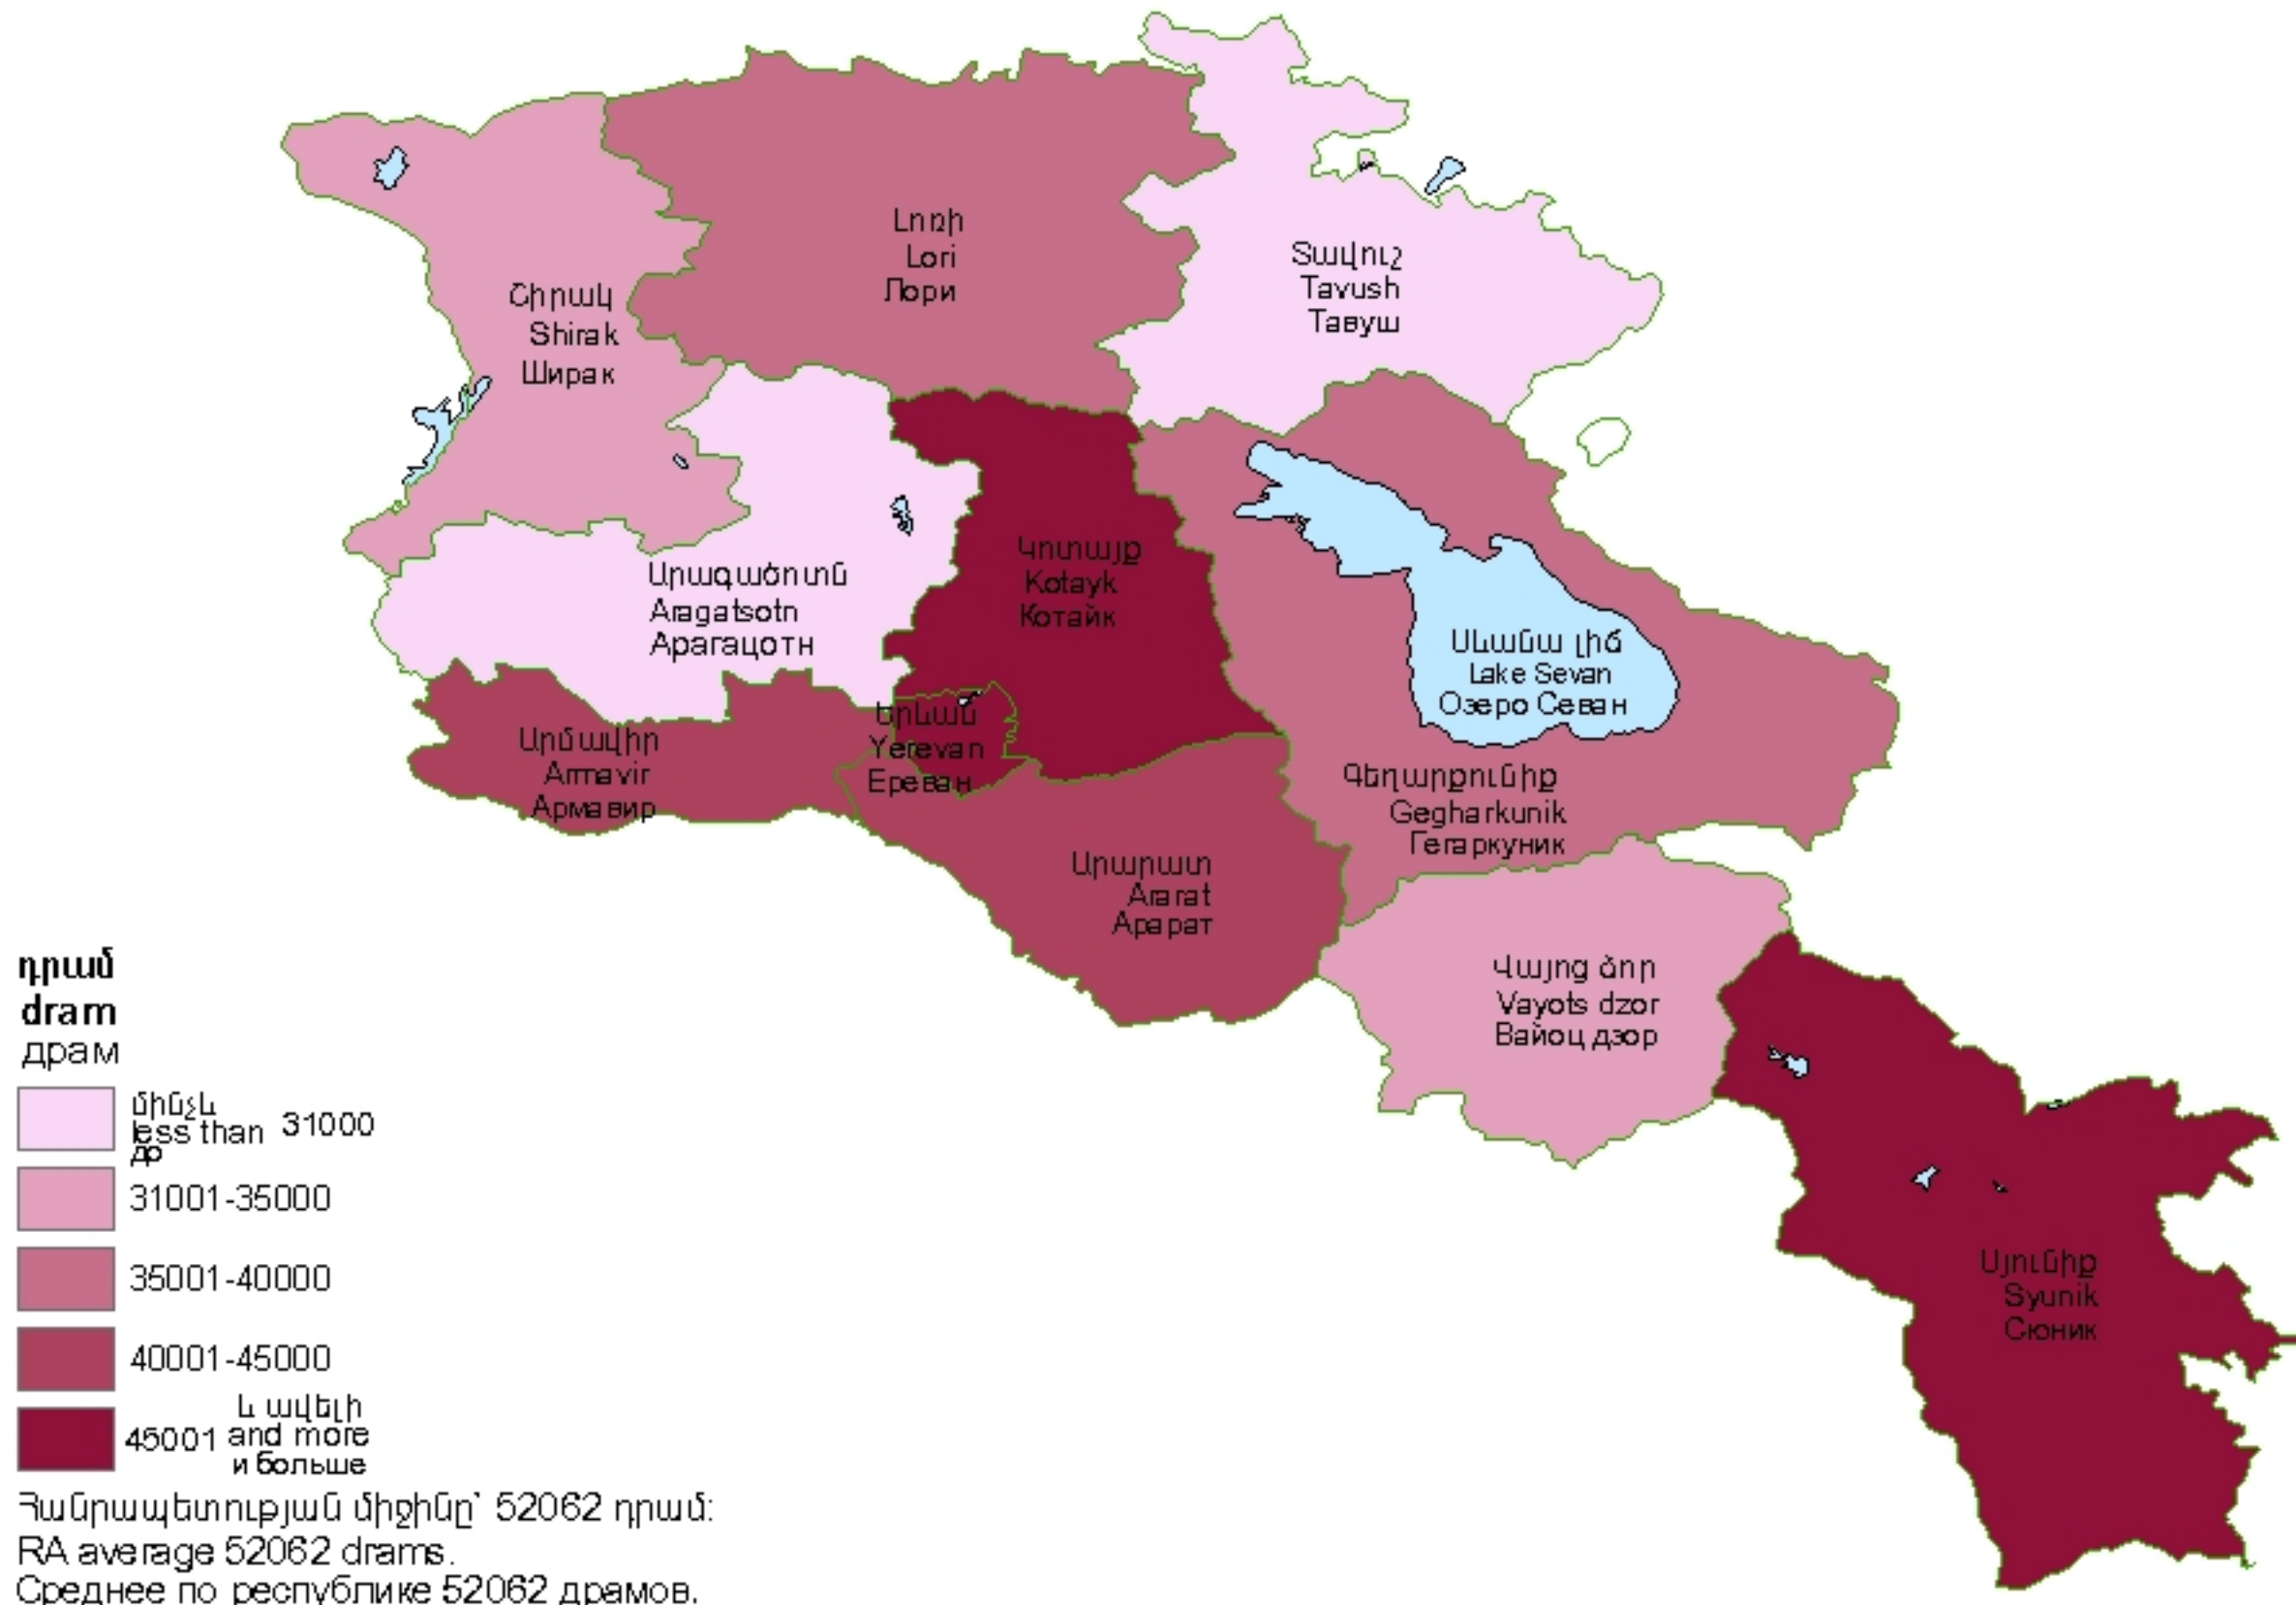 Լոռի
Lori
Лори
Տավուշ
Tavush
Тавуш
Շիրակ
Shirak
Ширак
Կոտայք
Kotayk
Котайк
Արագածոտն
Aragatsotn
Арагацотн
Սևանա լիճ
Lake Sevan
Озеро Севан
Երևան
Yerevan
Ереван
Արմավիր
Armavir
Армавир
Գեղարքունիք
Gegharkunik
Гегаркуник
Արարատ
Ararat
Арарат
Վայոց ձոր
Vayots dzor
Вайоц дзор
Սյունիք
Syunik
Сюник
դրամ
dram
драм
մինչև
less than 31000
до
31001-35000
35001-40000
40001-45000
և ավելի
45001 and more
и больше
Հանրապետության միջինը՝ 52062 դրամ:
RA average 52062 drams.
Среднее по республике 52062 драмов.